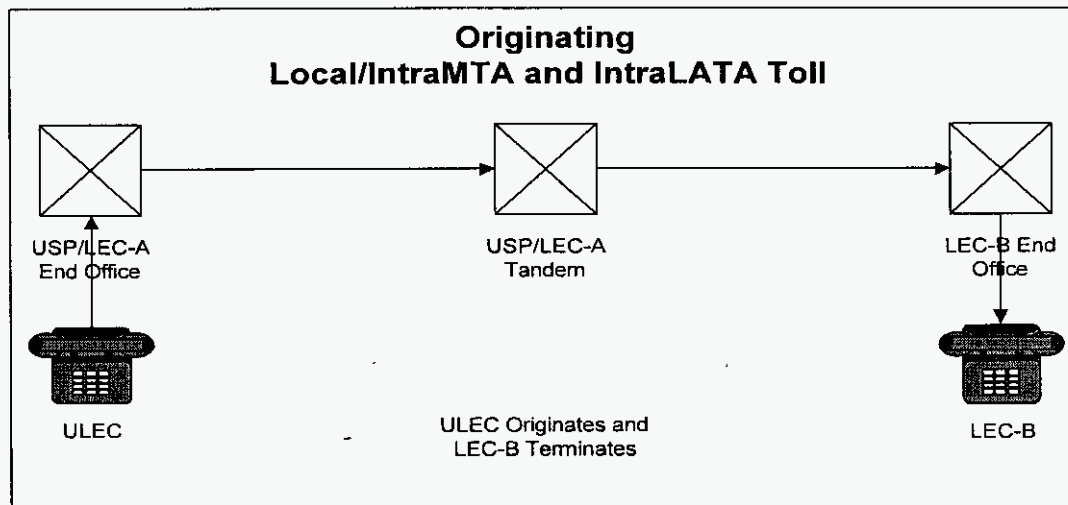 Originating
Local/IntraMTA and IntraLATA Toll
USP/LEC-A
End Office
USP/LEC-A
Tandem
LEC-B End
Office
ULEC
ULEC Originates and
LEC-B Terminates
LEC-B